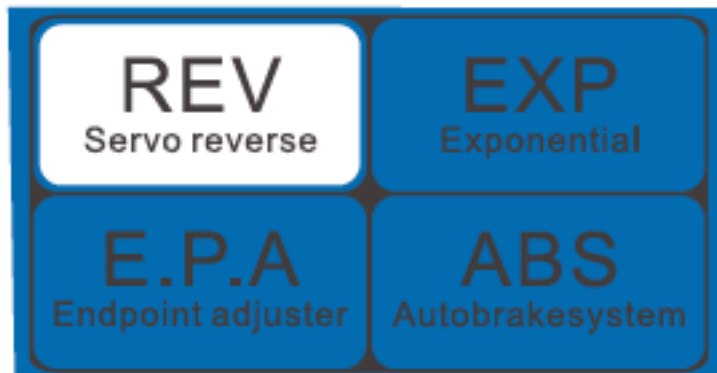 REV
Servo reverse
EXP
Exponential
E.P.A
Endpoint adjuster
ABS
Autobrakesystem